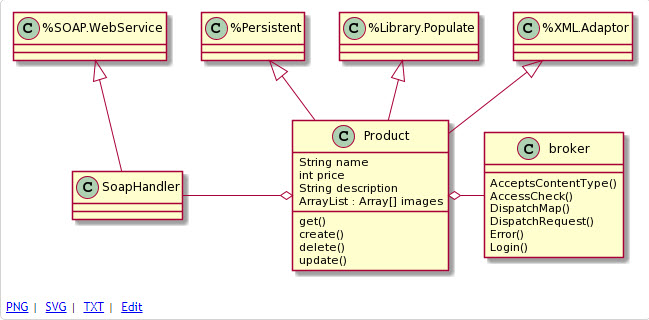 C %SOAP.WebService
C %Persistent
C %Library.Populate
C %XML.Adaptor
C Product
String name
int price
String description
ArrayList : Array[] images
get()
create()
delete()
update()
C broker
AcceptsContentType()
AccessCheck()
DispatchMap()
DispatchRequest()
Error()
Login()
C SoapHandler
PNG | SVG | TXT | Edit